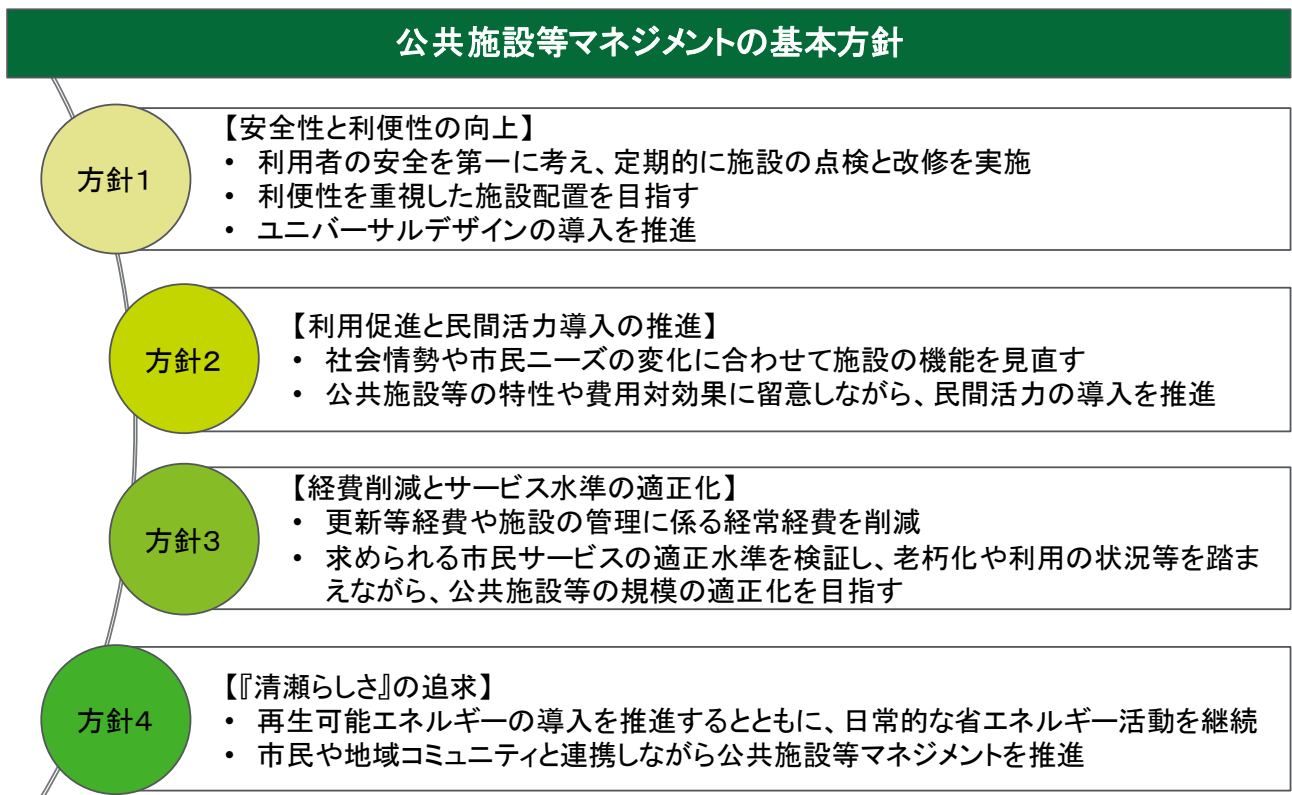 公共施設等マネジメントの基本方針
方針1
【安全性と利便性の向上】
• 利用者の安全を第一に考え、定期的に施設の点検と改修を実施
• 利便性を重視した施設配置を目指す
• ユニバーサルデザインの導入を推進
方針2
【利用促進と民間活力導入の推進】
• 社会情勢や市民ニーズの変化に合わせて施設の機能を見直す
• 公共施設等の特性や費用対効果に留意しながら、民間活力の導入を推進
方針3
【経費削減とサービス水準の適正化】
• 更新等経費や施設の管理に係る経常経費を削減
• 求められる市民サービスの適正水準を検証し、老朽化や利用の状況等を踏ま
えながら、公共施設等の規模の適正化を目指す
方針4
【『清瀬らしさ』の追求】
• 再生可能エネルギーの導入を推進するとともに、日常的な省エネルギー活動を継続
• 市民や地域コミュニティと連携しながら公共施設等マネジメントを推進